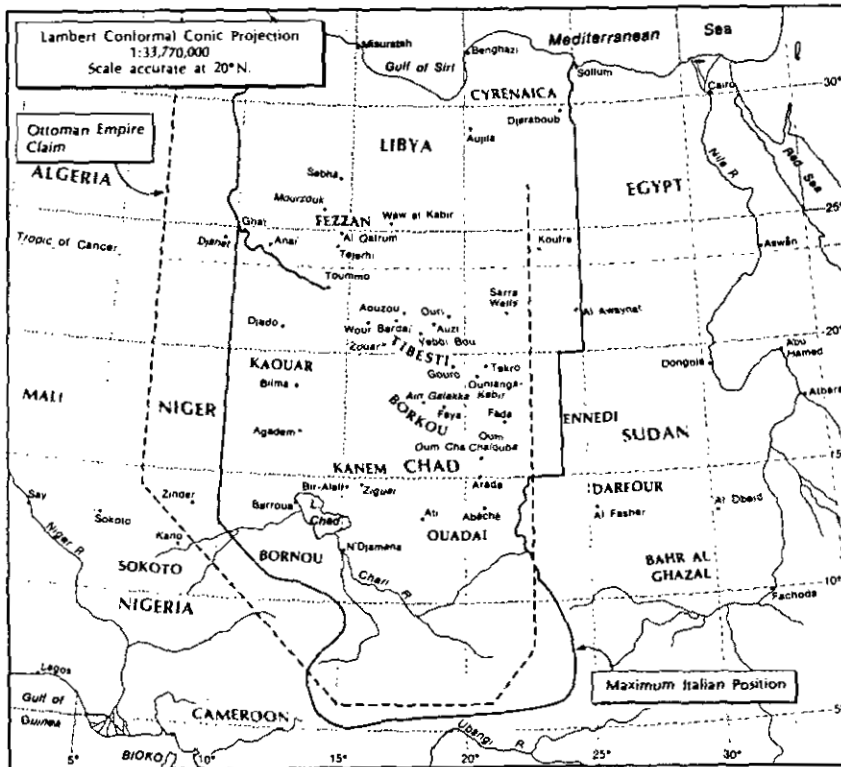 Lambert Conformal Conic Projection
1:33,770,000
Scale accurate at 20° N.
Misuratah
Benghazi
Mediterranean Sea
Gulf of Sirt
Sollum
CYRENAICA
Cairo
30°
Djeraboub
Ottoman Empire
Claim
LIBYA
Aujila
Nile R.
Red Sea
ALGERIA
Sebha
EGYPT
Mourzouk
25°
Ghat
FEZZAN
Waw al Kabir
Tropic of Cancer
Djanet
Anai
Al Qatrum
Tejerhi
Koufra
Aswân
Toummo
Sarra
Wells
Aouzou
Ouri
Al Awaynat
Djado
Wour
Bardai
Auzi
Yebbi Bou
20°
Abu
Hamed
Zouar
TIBESTI
Dongola
KAOUAR
Gouro
Tekro
Ounianga-
Kebir
Bilma
Ain Galakka
Atbara
MALI
NIGER
BORKOU
Faya
Fada
ENNEDI
SUDAN
Agadem
Oum
Oum Cha Chalouba
15°
KANEM
CHAD
Say
Zinder
Bir-Alali
Ziguei
Arada
DARFOUR
Al Obeid
Barroua
L.
Chad
Ati
Abéché
Al Fasher
Sokoto
Niger R.
Kano
N'Djamena
OUADAI
SOKOTO
BORNOU
Chari R.
BAHR AL
GHAZAL
10°
NIGERIA
Fachoda
Lagos
Maximum Italian Position
Gulf of
Guinea
CAMEROON
5°
Ubangi R.
BIOKO
5°
10°
15°
20°
25°
30°